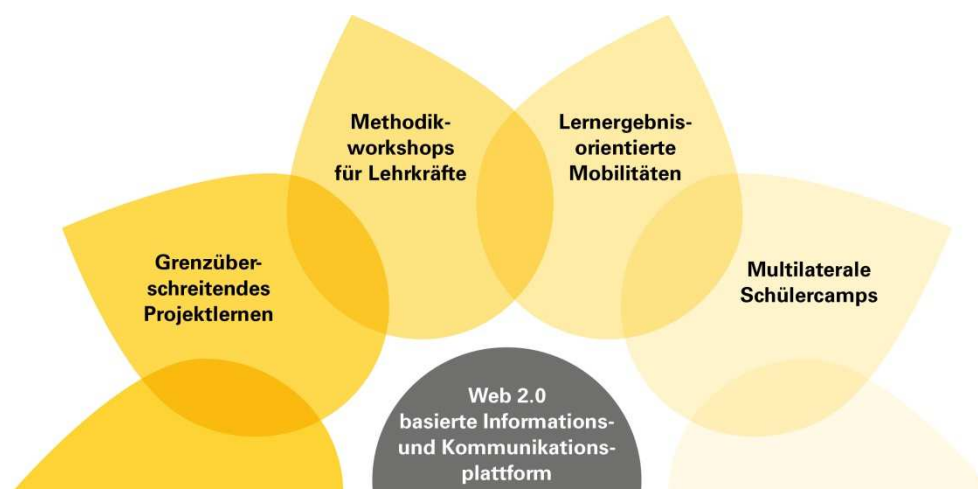 Methodik-
workshops
für Lehrkräfte
Lernergebnis-
orientierte
Mobilitäten
Grenzüber-
schreitendes
Projektlernen
Multilaterale
Schülercamps
Web 2.0
basierte Informations-
und Kommunikations-
plattform